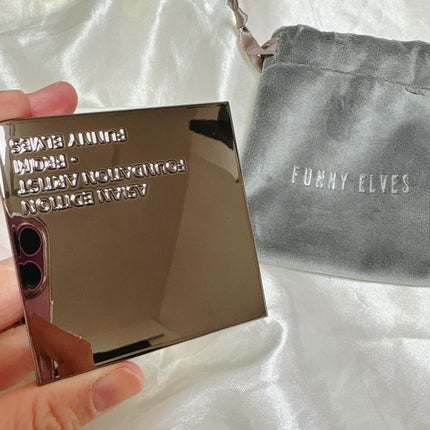 ASIAN EDITION
FOUNDATION ARTIST
- FROM
FUNNY ELVES
FUNNY ELVES